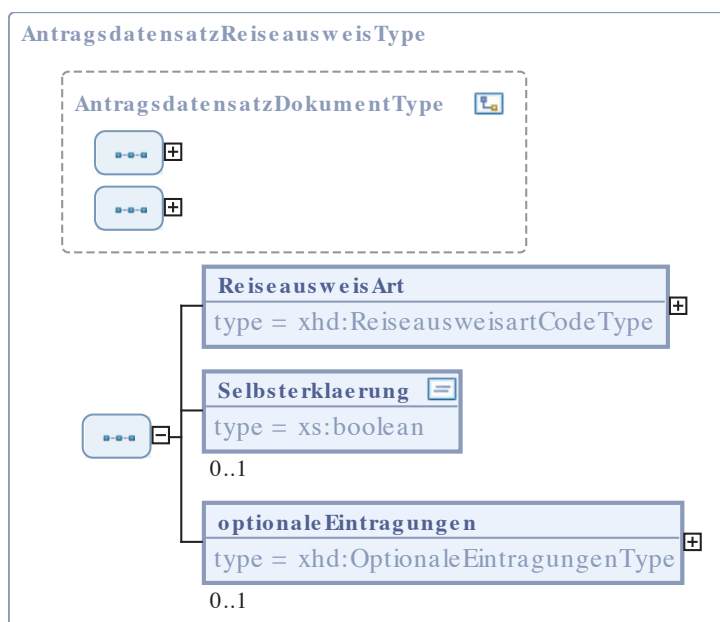 AntragsdatensatzReiseausweisType
AntragsdatensatzDokumentType
ReiseausweisArt
type = xhd:ReiseausweisartCodeType
Selbsterklaerung
type = xs:boolean
0..1
optionaleEintragungen
type = xhd:OptionaleEintragungenType
0..1